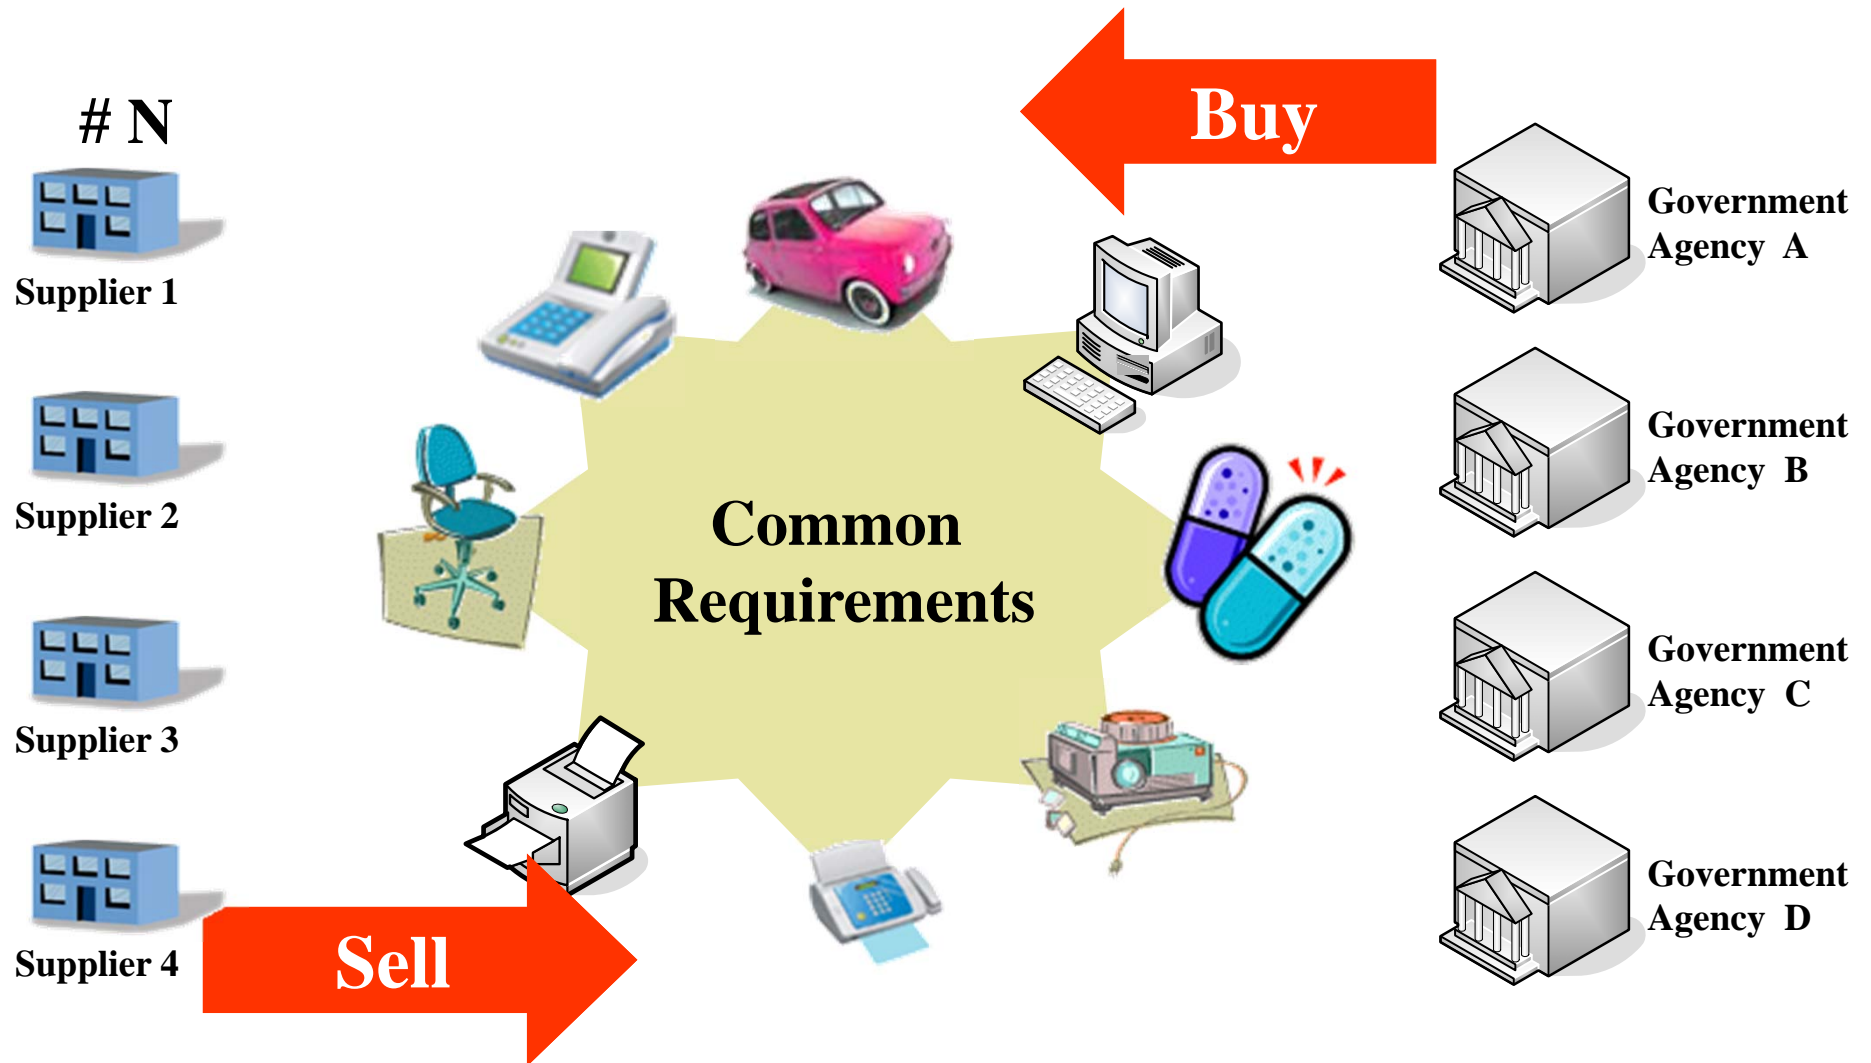 # N
Buy
Supplier 1
Supplier 2
Supplier 3
Supplier 4
Common
Requirements
Sell
Government
Agency A
Government
Agency B
Government
Agency C
Government
Agency D